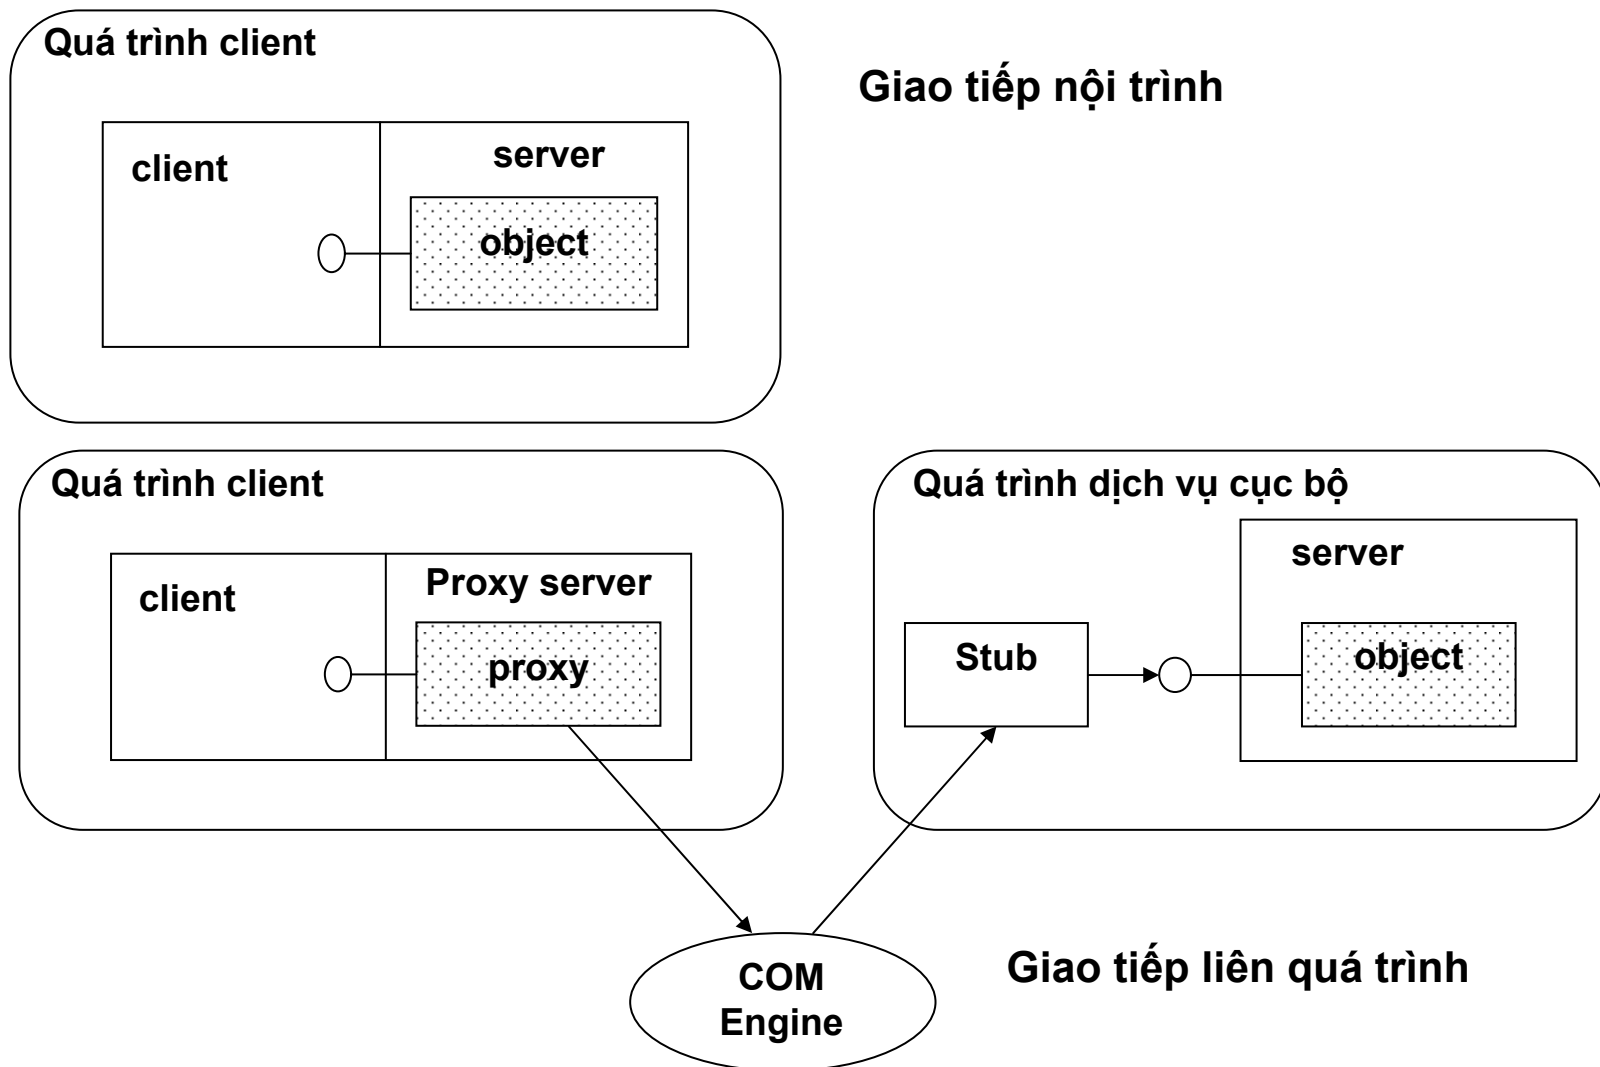 Quá trình client
Giao tiếp nội trình
client
server
object
Quá trình client
client
Proxy server
proxy
Quá trình dịch vụ cục bộ
server
Stub
object
COM
Engine
Giao tiếp liên quá trình